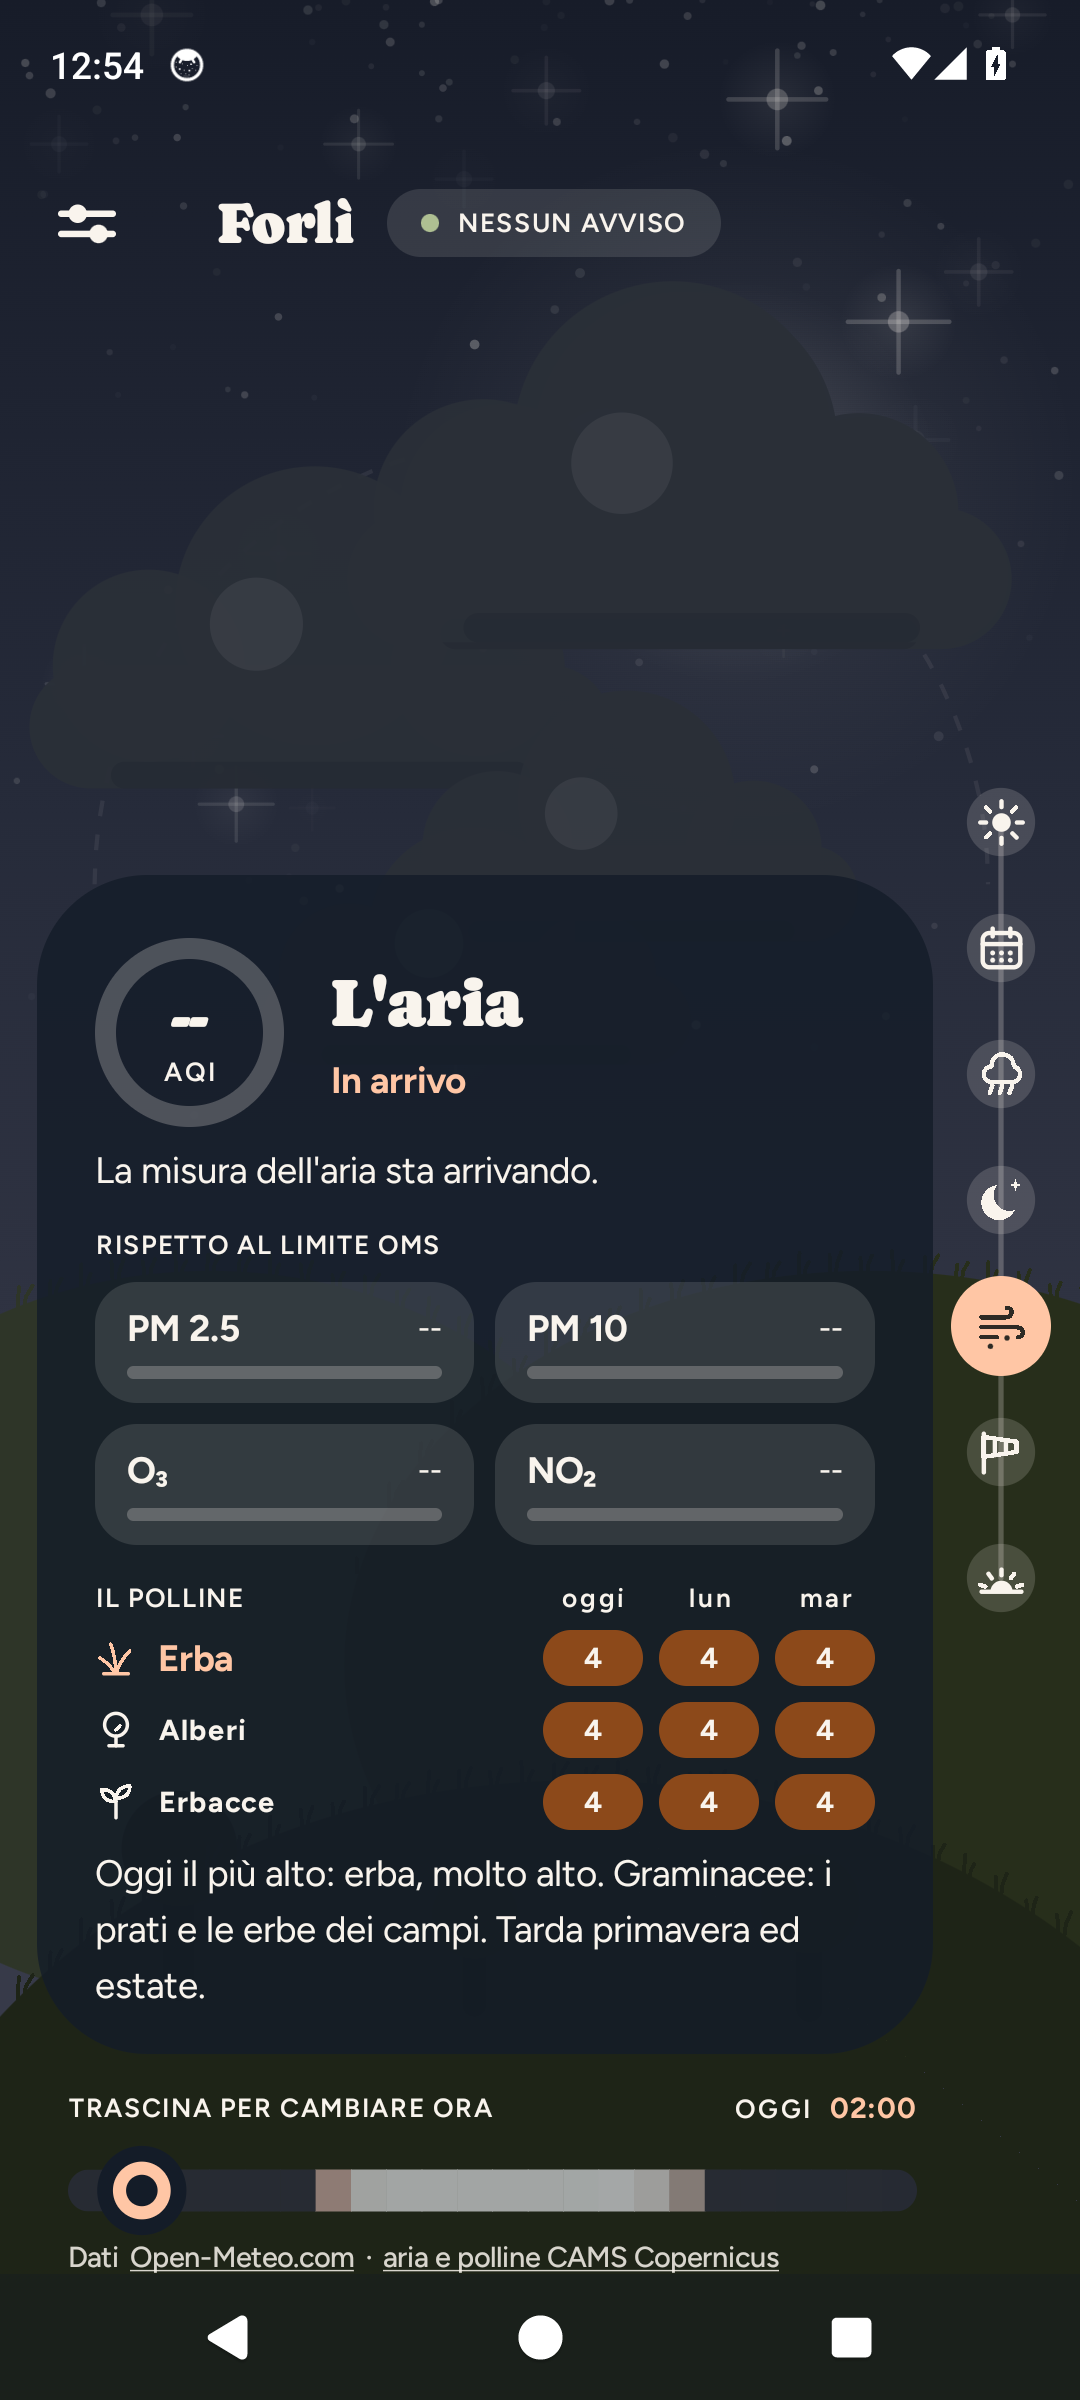 12:54
Forlì
NESSUN AVVISO
--
AQI
L'aria
In arrivo
La misura dell'aria sta arrivando.
RISPETTO AL LIMITE OMS
PM 2.5 --
PM 10 --
O₃ --
NO₂ --
IL POLLINE oggi lun mar
Erba 4 4 4
Alberi 4 4 4
Erbacce 4 4 4
Oggi il più alto: erba, molto alto. Graminacee: i
prati e le erbe dei campi. Tarda primavera ed
estate.
TRASCINA PER CAMBIARE ORA OGGI 02:00
Dati Open-Meteo.com · aria e polline CAMS Copernicus